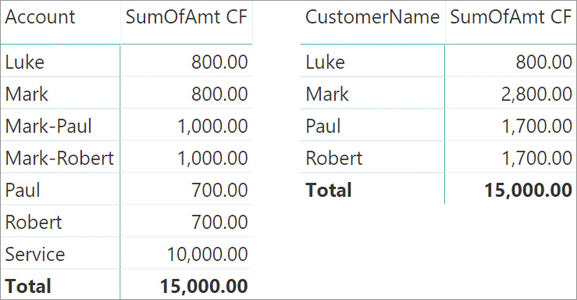 Account SumOfAmt CF
Luke 800.00
Mark 800.00
Mark-Paul 1,000.00
Mark-Robert 1,000.00
Paul 700.00
Robert 700.00
Service 10,000.00
Total 15,000.00
CustomerName SumOfAmt CF
Luke 800.00
Mark 2,800.00
Paul 1,700.00
Robert 1,700.00
Total 15,000.00